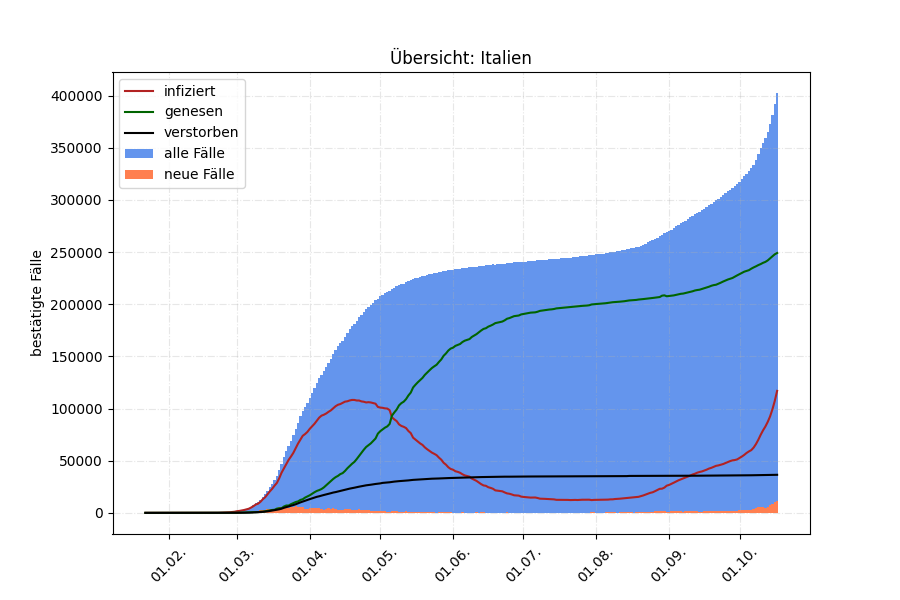 Übersicht: Italien
infiziert
genesen
verstorben
alle Fälle
neue Fälle
bestätigte Fälle
400000
350000
300000
250000
200000
150000
100000
50000
0
01.02.
01.03.
01.04.
01.05.
01.06.
01.07.
01.08.
01.09.
01.10.